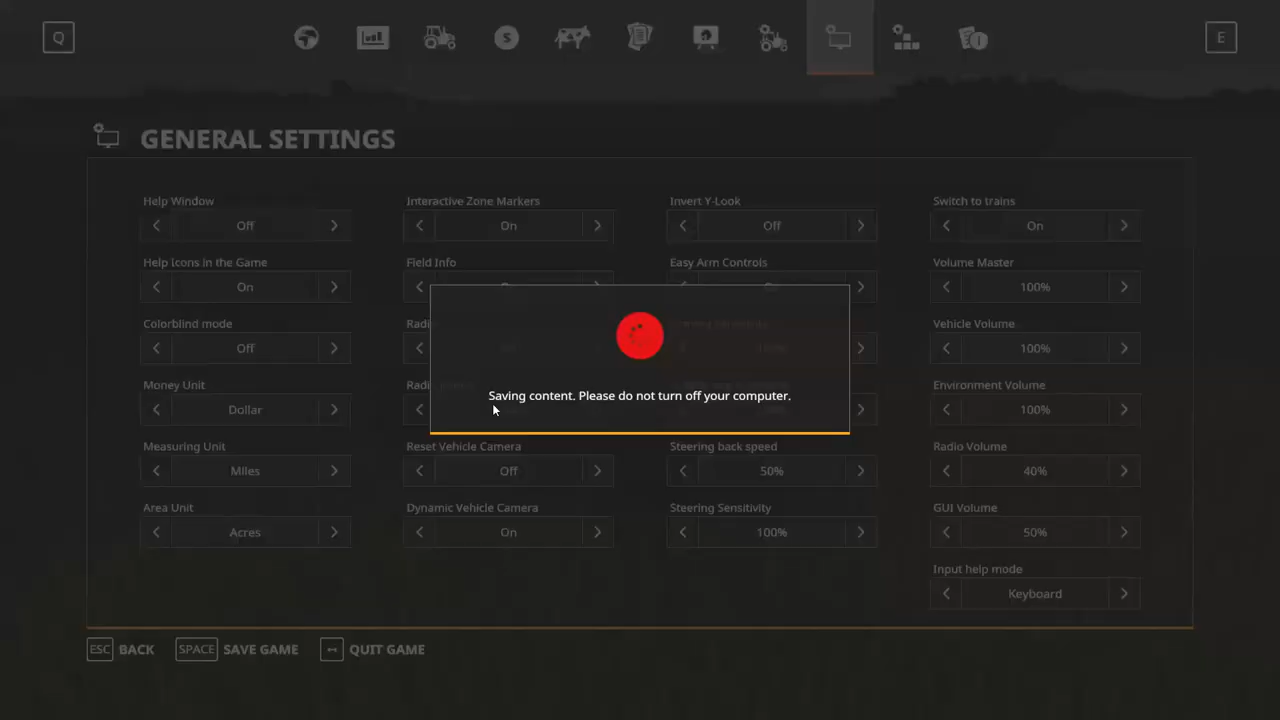 Q
E
GENERAL SETTINGS
Help Window
Off
Interactive Zone Markers
On
Invert Y-Look
Off
Switch to trains
On
Help Icons in the Game
On
Field Info
Easy Arm Controls
Volume Master
100%
Colorblind mode
Off
Vehicle Volume
100%
Saving content. Please do not turn off your computer.
Money Unit
Dollar
Environment Volume
100%
Measuring Unit
Miles
Reset Vehicle Camera
Off
Steering back speed
50%
Radio Volume
40%
Area Unit
Acres
Dynamic Vehicle Camera
On
Steering Sensitivity
100%
GUI Volume
50%
Input help mode
Keyboard
ESC BACK
SPACE SAVE GAME
QUIT GAME